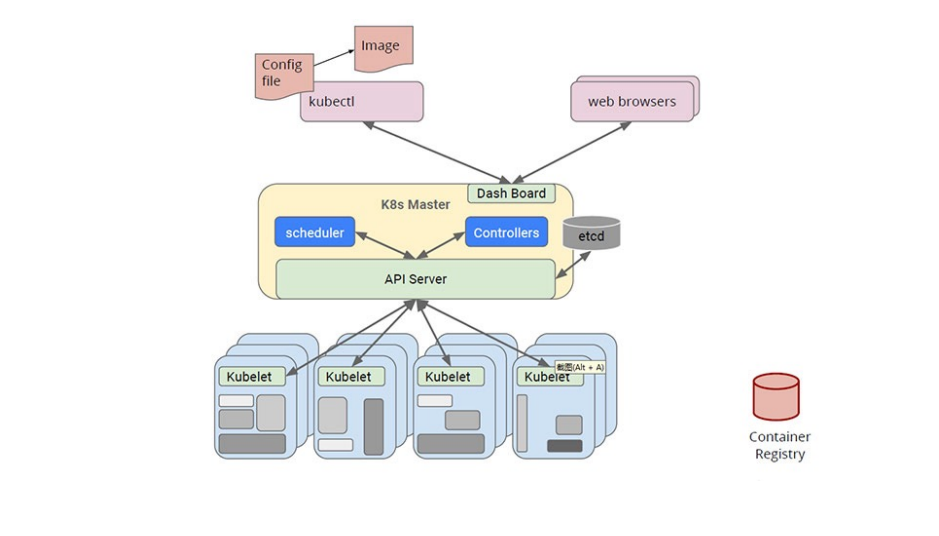 Image
Config
file
kubectl
web browsers
Dash Board
K8s Master
scheduler
Controllers
etcd
API Server
Kubelet
Kubelet
Kubelet
Kubelet
截图(Alt + A)
Container
Registry